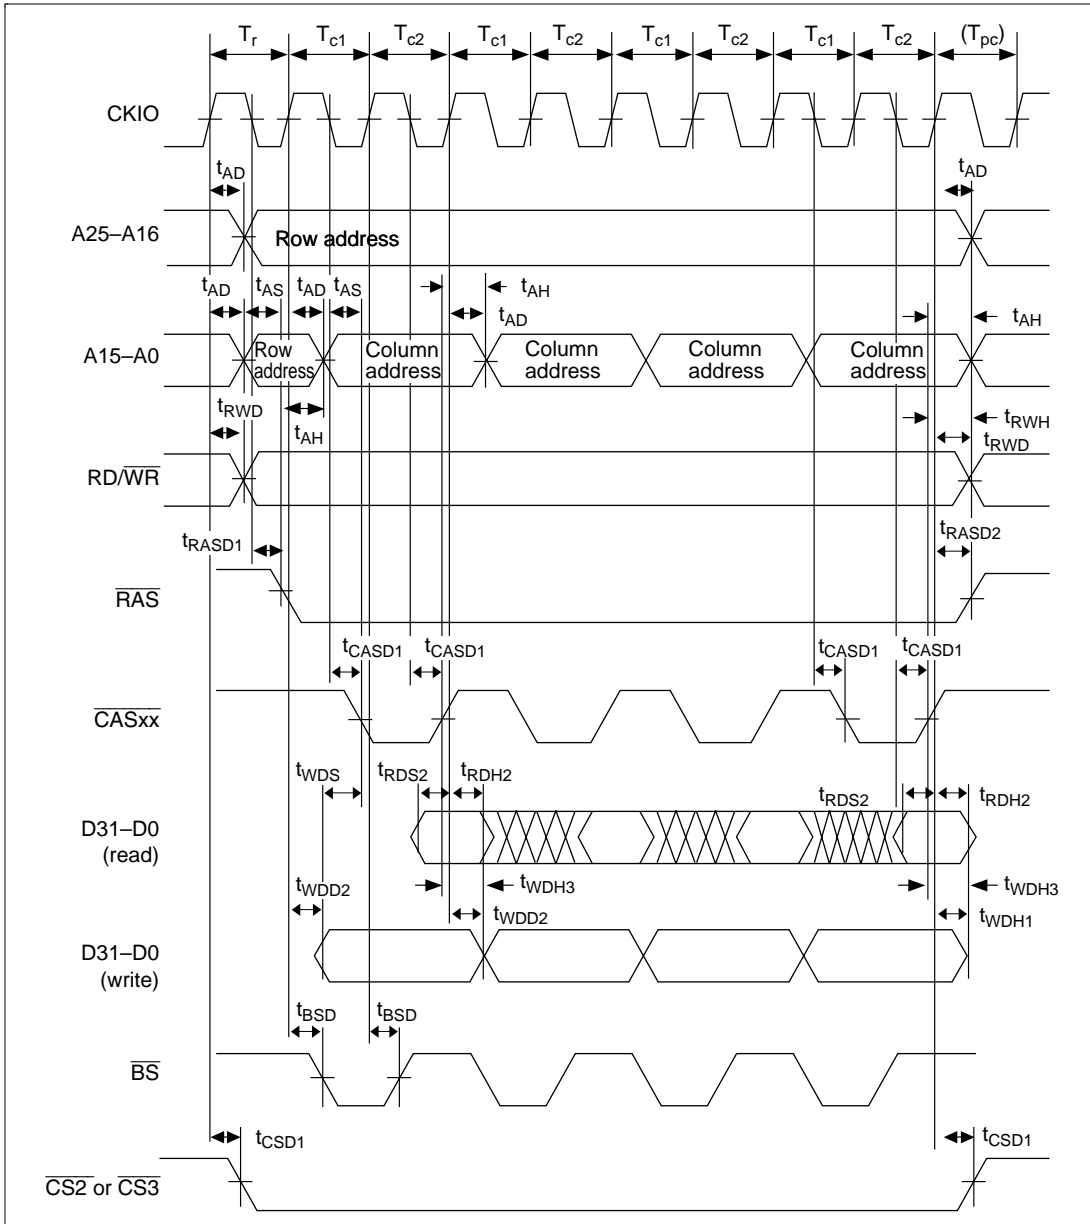 Tr Tc1 Tc2 Tc1 Tc2 Tc1 Tc2 Tc1 Tc2 (Tpc)
CKIO
tAD tAD
A25–A16 Row address
tAD tAS tAD tAS tAH
tAD tAH
A15–A0 Row address Column address Column address Column address Column address
tRWD tAH tRWH
tRWD
RD/WR
tRASD1 tRASD2
RAS
tCASD1 tCASD1 tCASD1 tCASD1
CASxx
tWDS tRDS2 tRDH2 tRDS2 tRDH2
D31–D0
(read)
tWDD2 tWDH3 tWDH3
tWDD2 tWDH1
D31–D0
(write)
tBSD tBSD
BS
tCSD1 tCSD1
CS2 or CS3